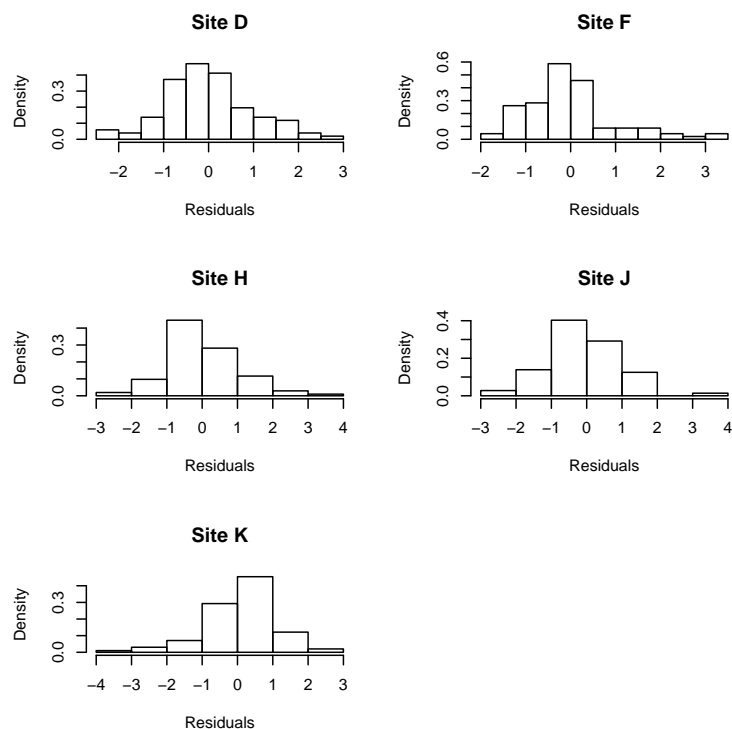 Site D
Density
0.0 0.3
−2 −1 0 1 2 3
Residuals
Site F
Density
0.0 0.3 0.6
−2 −1 0 1 2 3
Residuals
Site H
Density
0.0 0.3
−3 −2 −1 0 1 2 3 4
Residuals
Site J
Density
0.0 0.2 0.4
−3 −2 −1 0 1 2 3 4
Residuals
Site K
Density
0.0 0.3
−4 −3 −2 −1 0 1 2 3
Residuals